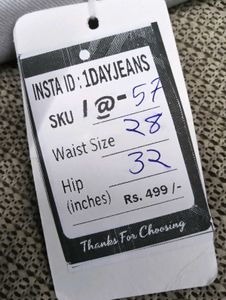 INSTA ID : 1DAYJEANS
SKU 1@-57
Waist Size 28
Hip 32
(inches) Rs. 499 /-
Thanks For Choosing